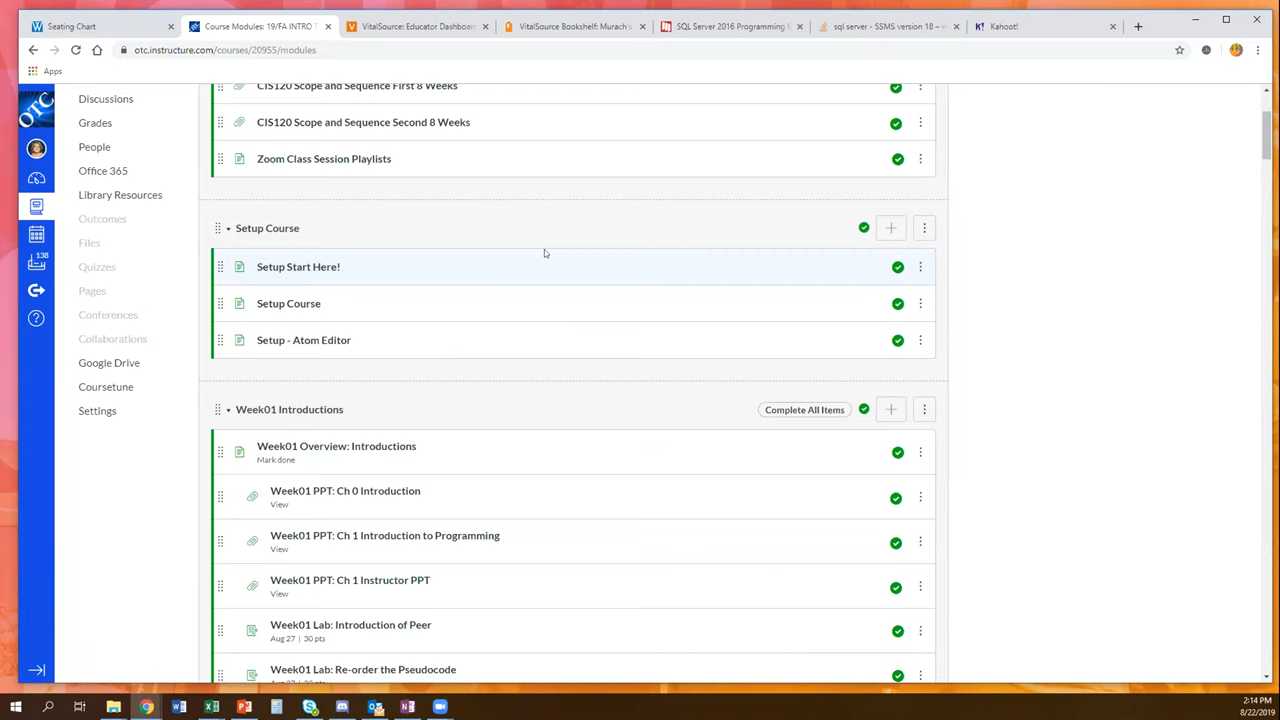 Seating Chart
Course Modules: 19/FA INTRO T
VitalSource: Educator Dashboar
VitalSource Bookshelf: Murach's
SQL Server 2016 Programming
sql server - SSMS version 18 – m
Kahoot!
otc.instructure.com/courses/20955/modules
Apps
OTC
138
Discussions
Grades
People
Office 365
Library Resources
Outcomes
Files
Quizzes
Pages
Conferences
Collaborations
Google Drive
Coursetune
Settings
CIS120 Scope and Sequence First 8 Weeks
CIS120 Scope and Sequence Second 8 Weeks
Zoom Class Session Playlists
Setup Course
Setup Start Here!
Setup Course
Setup - Atom Editor
Week01 Introductions
Complete All Items
Week01 Overview: Introductions
Mark done
Week01 PPT: Ch 0 Introduction
View
Week01 PPT: Ch 1 Introduction to Programming
View
Week01 PPT: Ch 1 Instructor PPT
View
Week01 Lab: Introduction of Peer
Aug 27 | 30 pts
Week01 Lab: Re-order the Pseudocode
2:14 PM
8/22/2019